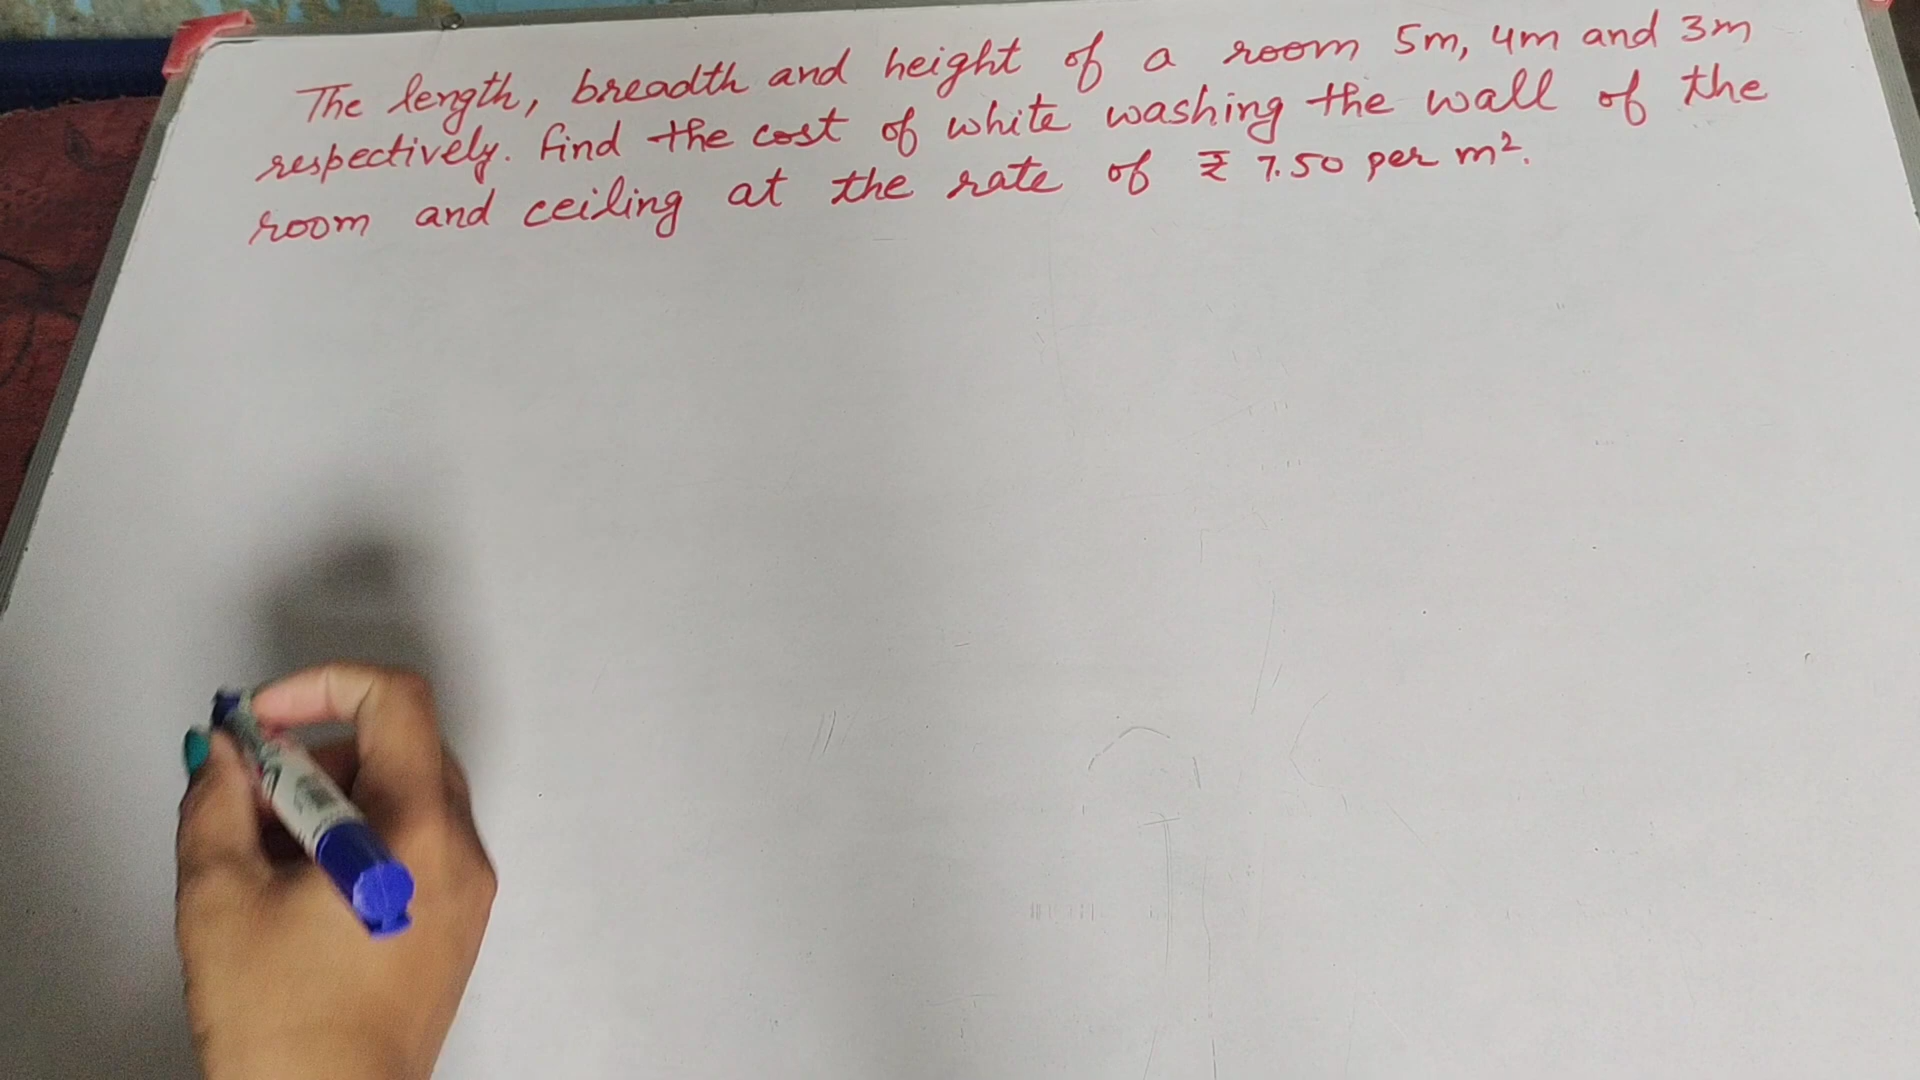 The length, breadth and height of a room 5m, 4m and 3m
respectively. Find the cost of white washing the wall of the
room and ceiling at the rate of ₹ 7.50 per m².